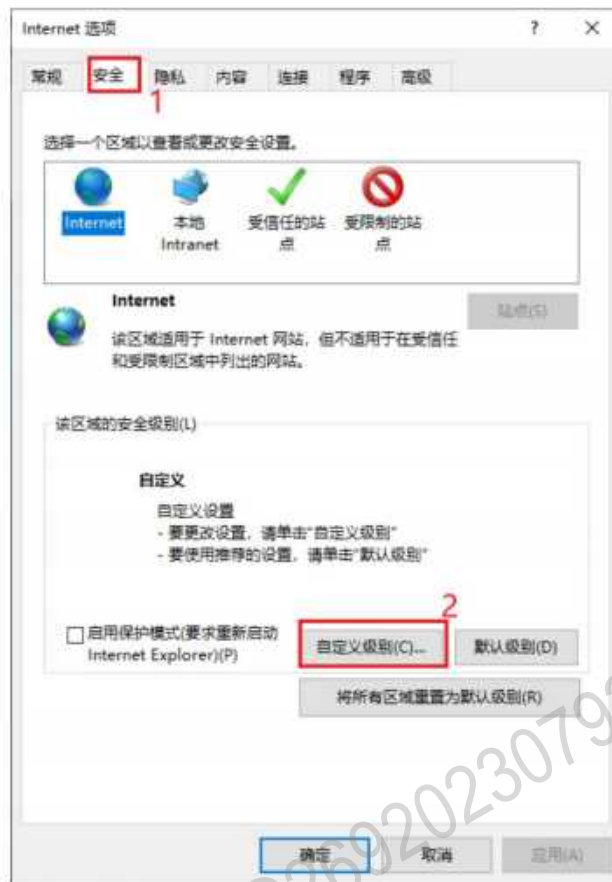 Internet 选项
? ×
常规 安全 隐私 内容 连接 程序 高级
1
选择一个区域以查看或更改安全设置。
Internet
本地
Intranet
受信任的站
点
受限制的站
点
Internet
站点(S)
该区域适用于 Internet 网站，但不适用于在受信任
和受限制区域中列出的网站。
该区域的安全级别(L)
自定义
自定义设置
- 要更改设置，请单击“自定义级别”
- 要使用推荐的设置，请单击“默认级别”
2
启用保护模式(要求重新启动
Internet Explorer)(P)
自定义级别(C)...
默认级别(D)
将所有区域重置为默认级别(R)
确定
取消
应用(A)